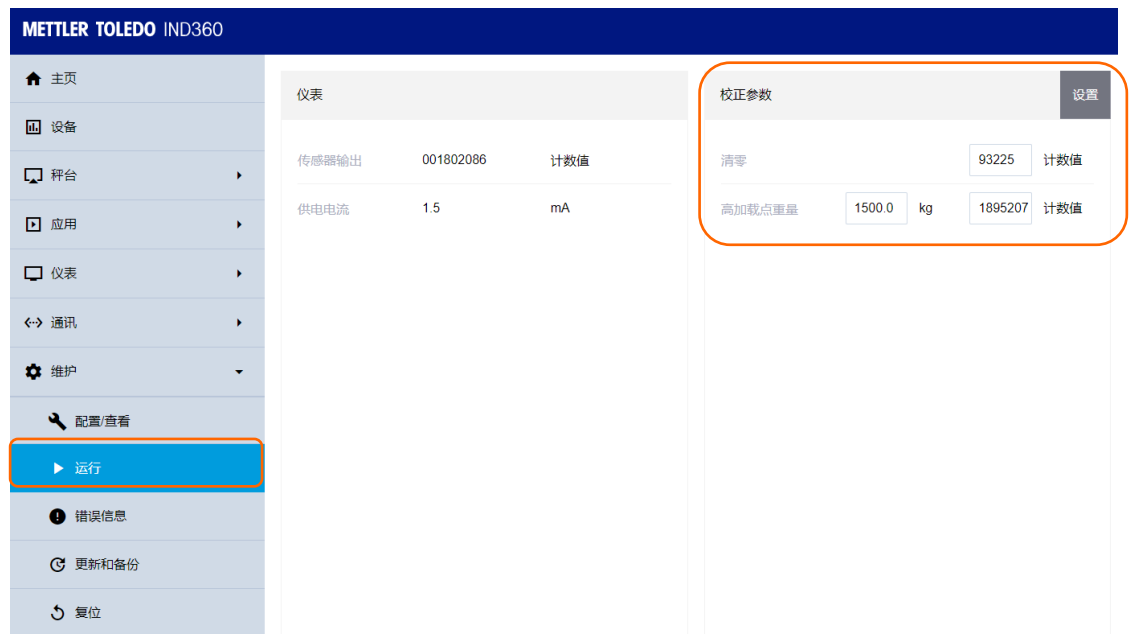 METTLER TOLEDO IND360
主页
设备
秤台
应用
仪表
通讯
维护
配置/查看
运行
错误信息
更新和备份
复位
仪表
传感器输出 001802086 计数值
供电电流 1.5 mA
校正参数 设置
清零 93225 计数值
高加载点重量 1500.0 kg 1895207 计数值